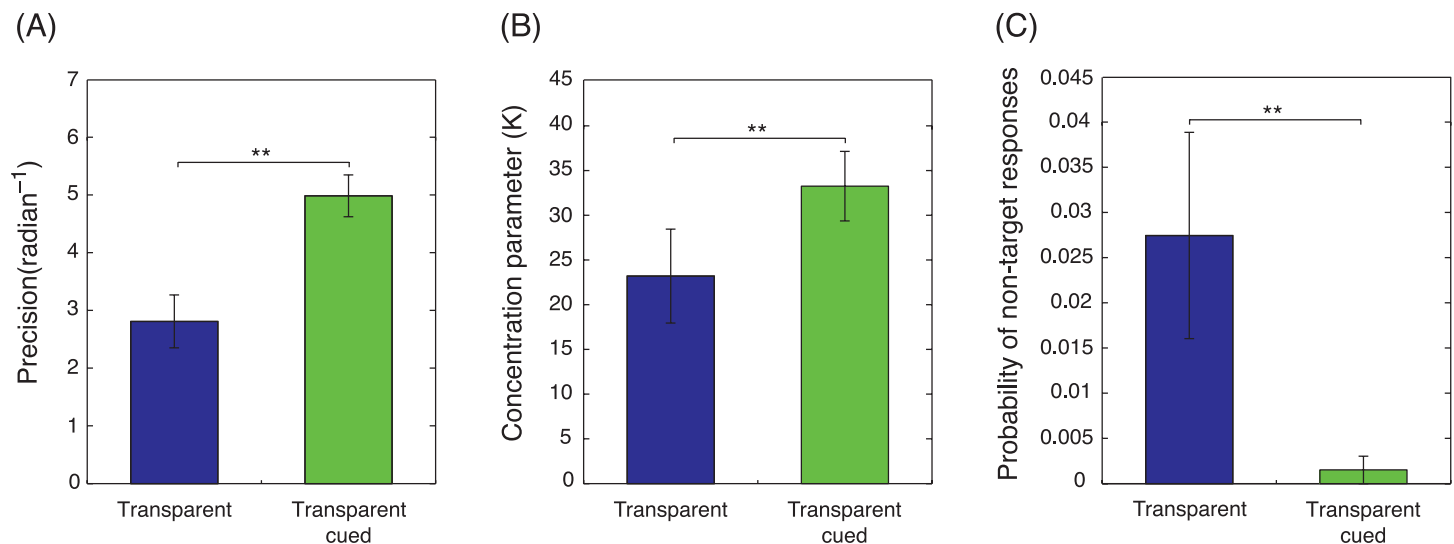 (A)
Precision(radian⁻¹)
7
6
5
4
3
2
1
0
**
Transparent
Transparent
cued
(B)
Concentration parameter (K)
45
40
35
30
25
20
15
10
5
0
**
Transparent
Transparent
cued
(C)
Probability of non-target responses
0.045
0.04
0.035
0.03
0.025
0.02
0.015
0.01
0.005
0
**
Transparent
Transparent
cued